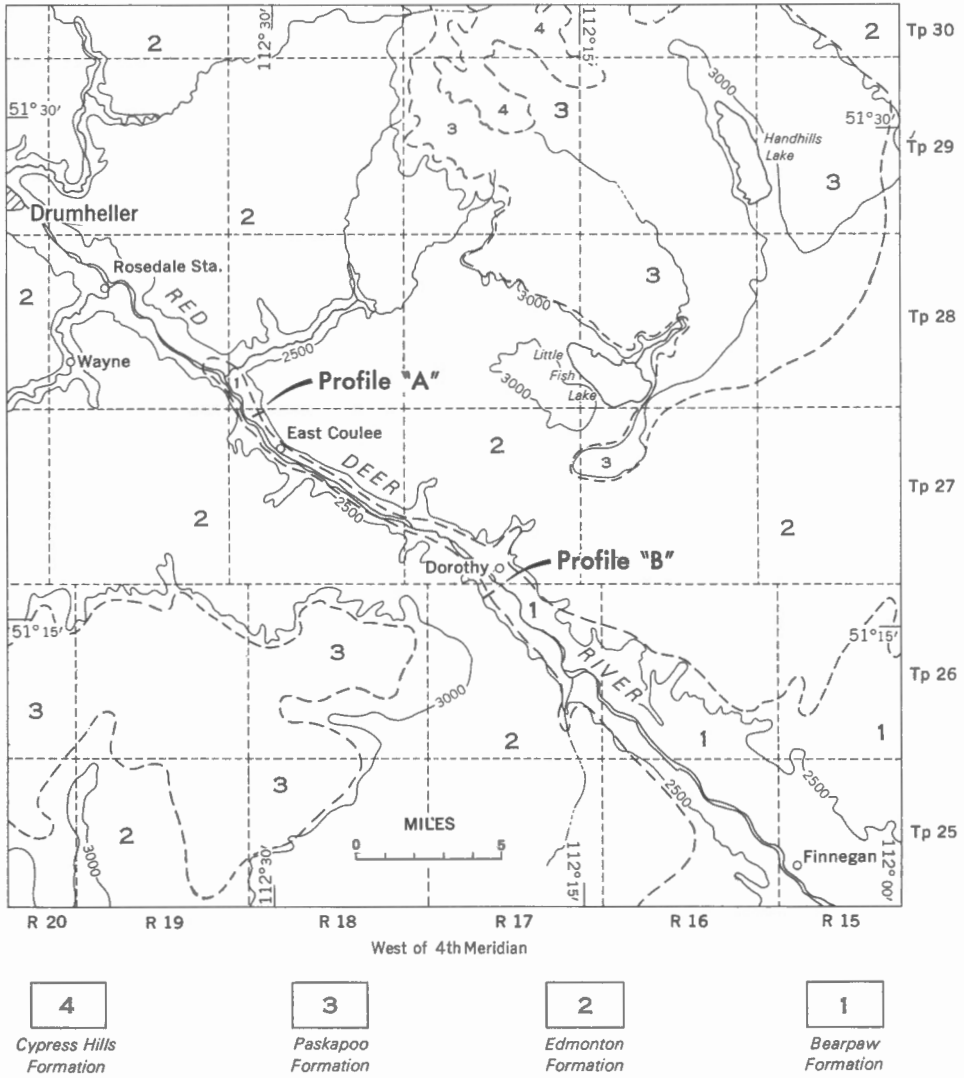 2
112° 30'
4
112° 15'
2
Tp 30
51° 30'
3
4
3
3000
Handhills
Lake
51° 30'
Tp 29
3
Drumheller
2
Rosedale Sta.
RED
2
3000
3
Tp 28
Wayne
2500
Little
Fish
Lake
3000
1
Profile "A"
East Coulee
2
DEER
3
Tp 27
2
2500
2
Dorothy
Profile "B"
1
51° 15'
51° 15'
3
RIVER
3000
Tp 26
3
2
1
1
3
2500
2500
MILES
0 5
2
3000
Tp 25
112° 30'
112° 15'
Finnegan
112° 00'
R 20 R 19 R 18 R 17 R 16 R 15
West of 4th Meridian
4 3 2 1
Cypress Hills Paskapoo Edmonton Bearpaw
Formation Formation Formation Formation